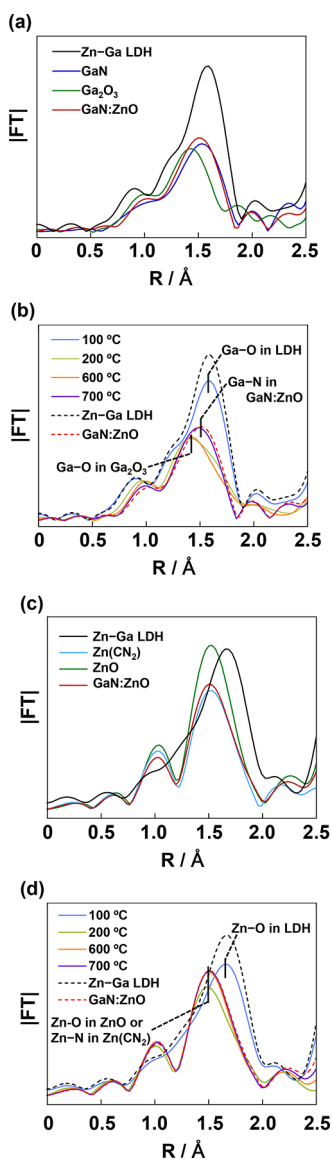 (a)
Zn−Ga LDH
GaN
Ga₂O₃
GaN:ZnO
|FT|
0 0.5 1.0 1.5 2.0 2.5
R / Å
(b)
100 ºC
200 ºC
600 ºC
700 ºC
Zn−Ga LDH
GaN:ZnO
Ga−O in LDH
Ga−N in
GaN:ZnO
Ga−O in Ga₂O₃
|FT|
0 0.5 1.0 1.5 2.0 2.5
R / Å
(c)
Zn−Ga LDH
Zn(CN₂)
ZnO
GaN:ZnO
|FT|
0 0.5 1.0 1.5 2.0 2.5
R / Å
(d)
100 ºC
200 ºC
600 ºC
700 ºC
Zn−Ga LDH
GaN:ZnO
Zn−O in LDH
Zn-O in ZnO or
Zn−N in Zn(CN₂)
|FT|
0 0.5 1.0 1.5 2.0 2.5
R / Å